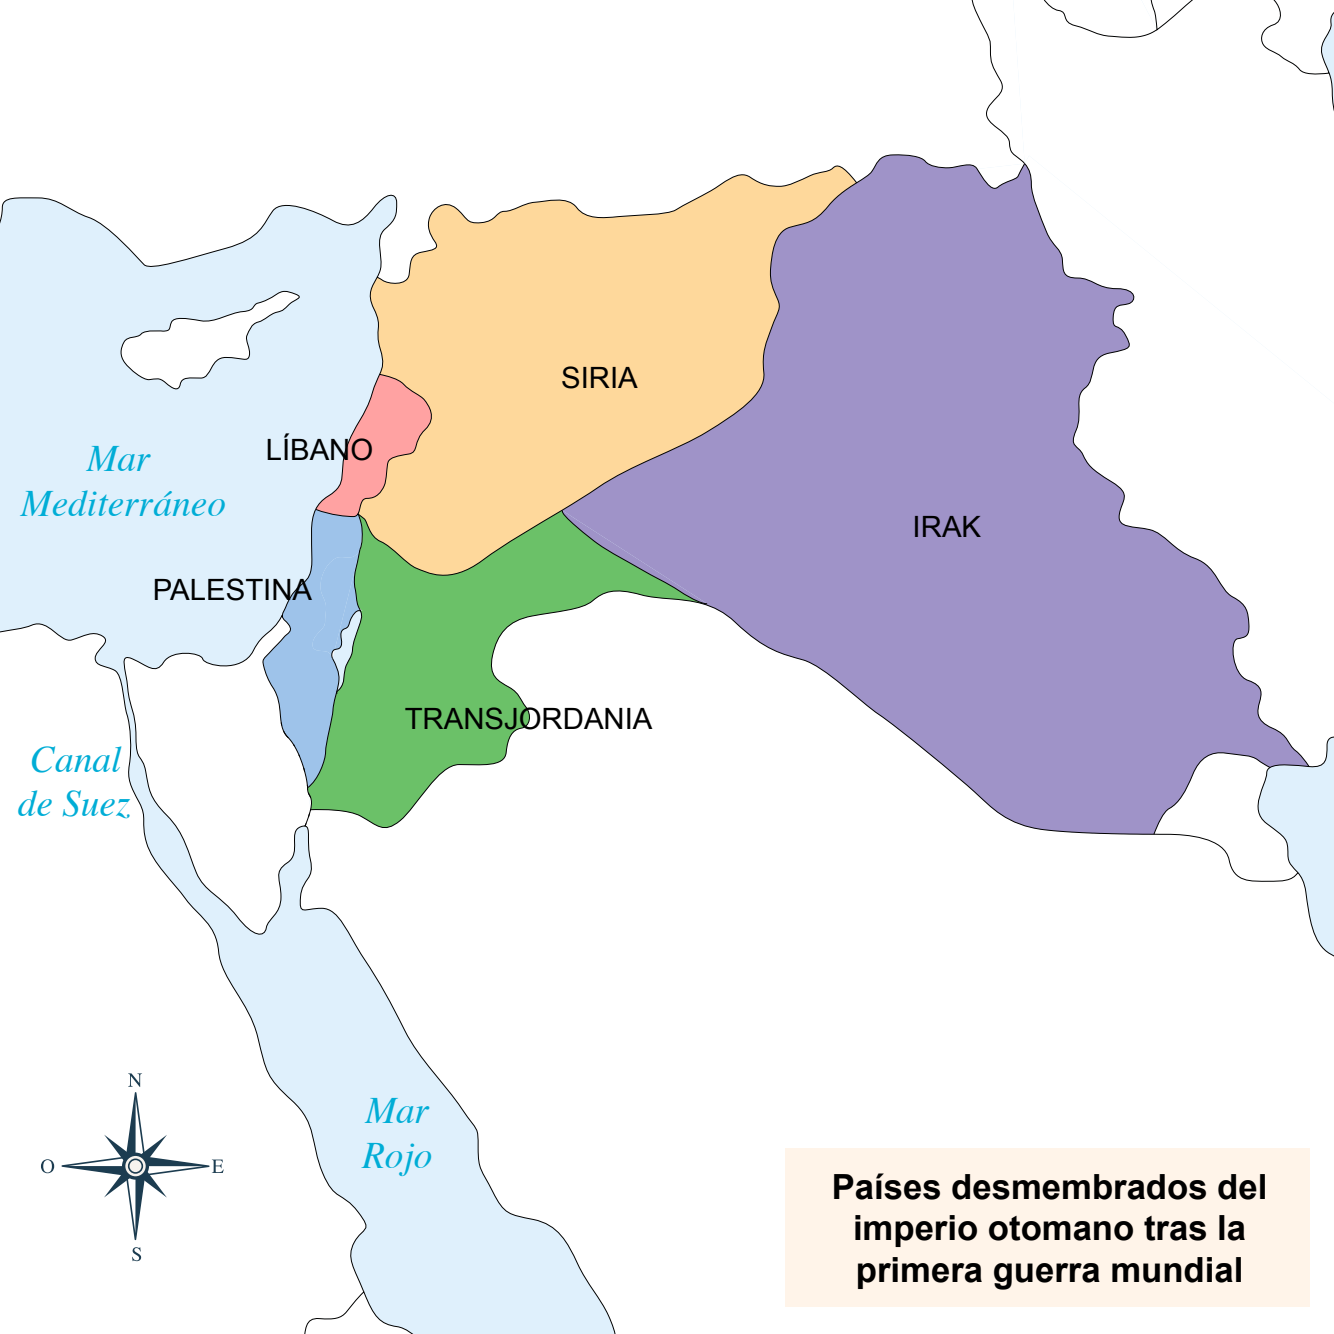 SIRIA
LÍBANO
Mar
Mediterráneo
IRAK
PALESTINA
TRANSJORDANIA
Canal
de Suez
N
O
E
S
Mar
Rojo
Países desmembrados del
imperio otomano tras la
primera guerra mundial